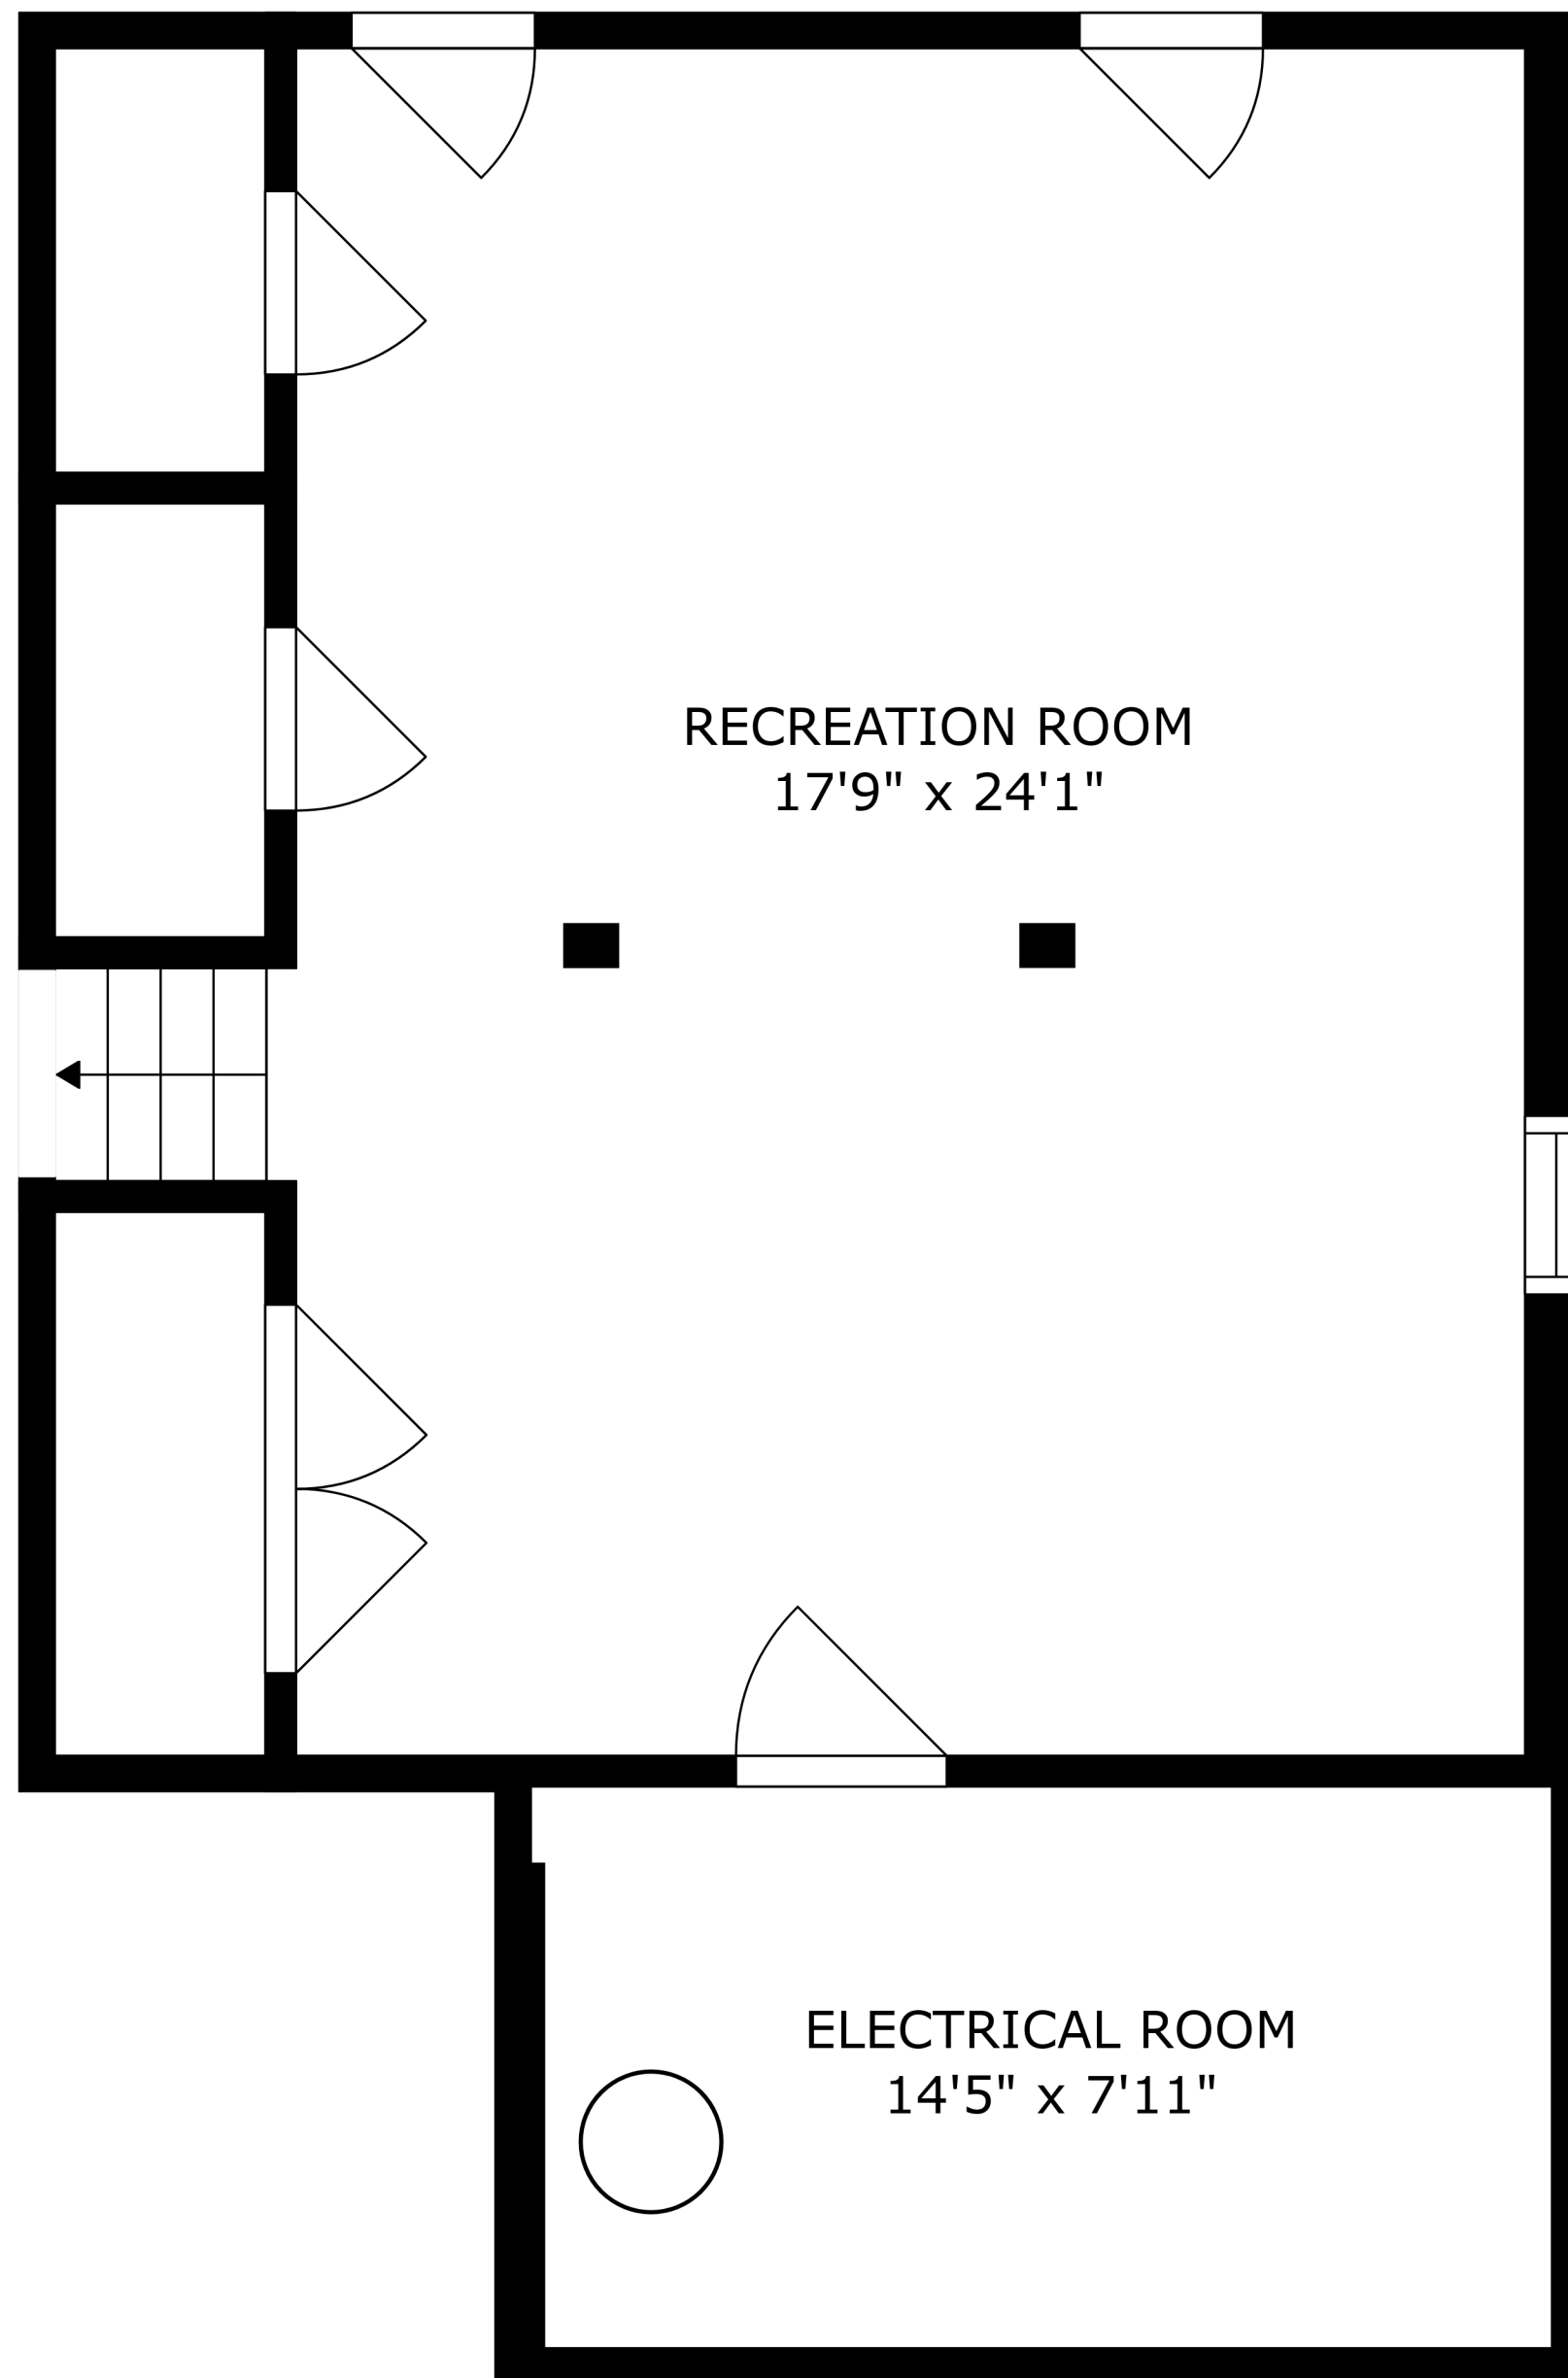 RECREATION ROOM
17'9" x 24'1"
ELECTRICAL ROOM
14'5" x 7'11"